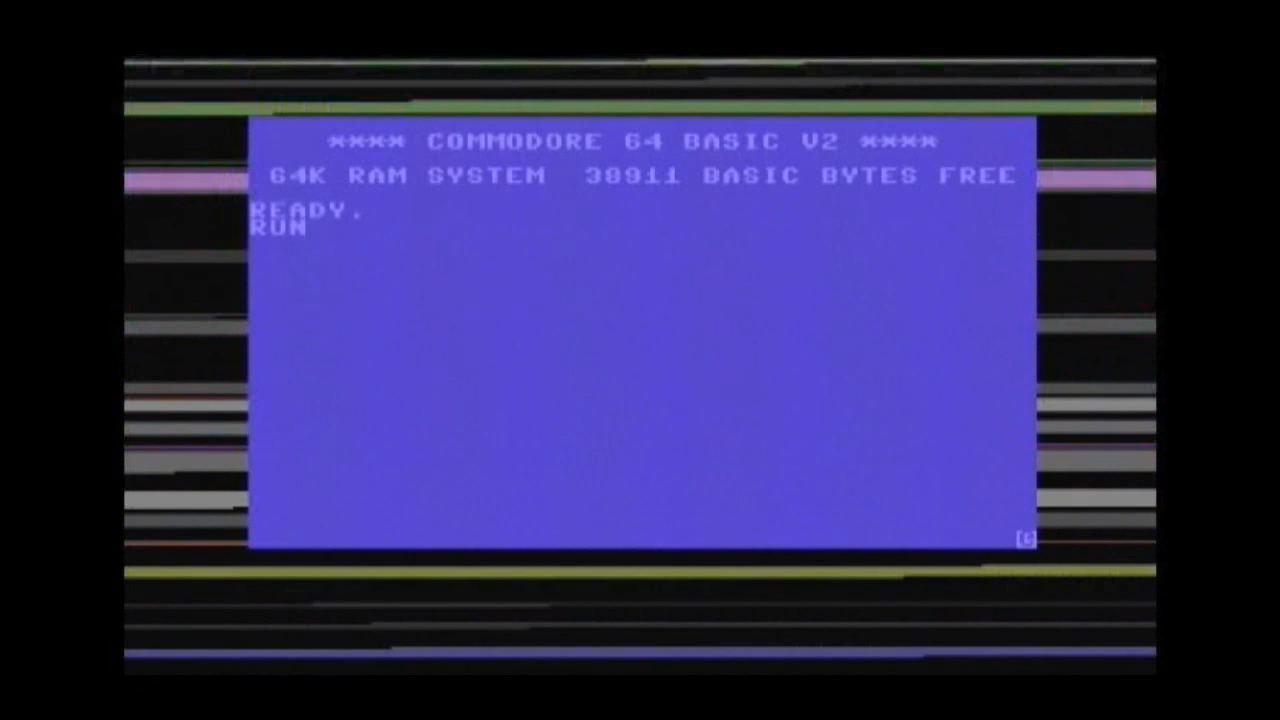 **** COMMODORE 64 BASIC V2 ****
64K RAM SYSTEM  38911 BASIC BYTES FREE
READY.
RUN